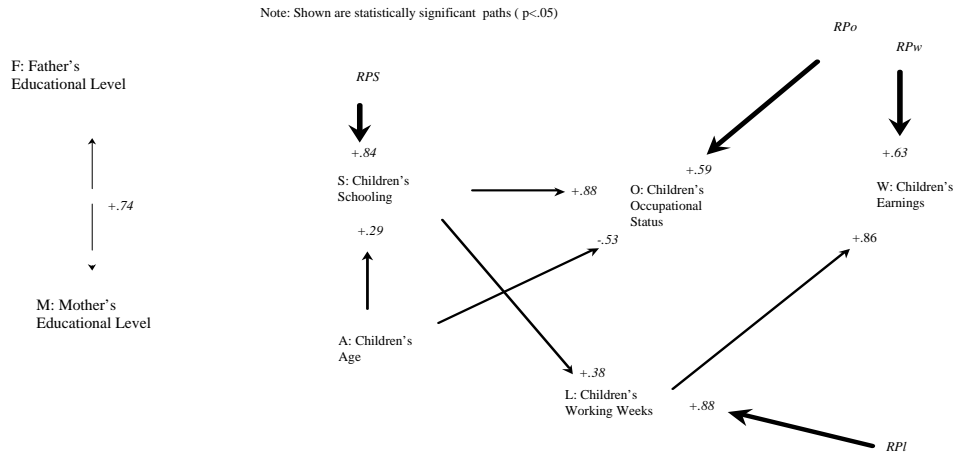 Note: Shown are statistically significant paths ( p<.05)
RPo
RPw
F: Father's
Educational Level
RPS
+.84
+.63
+.59
S: Children's
Schooling
+.88
O: Children's
Occupational
Status
W: Children's
Earnings
+.74
+.29
-.53
+.86
M: Mother's
Educational Level
A: Children's
Age
+.38
L: Children's
Working Weeks
+.88
RPl